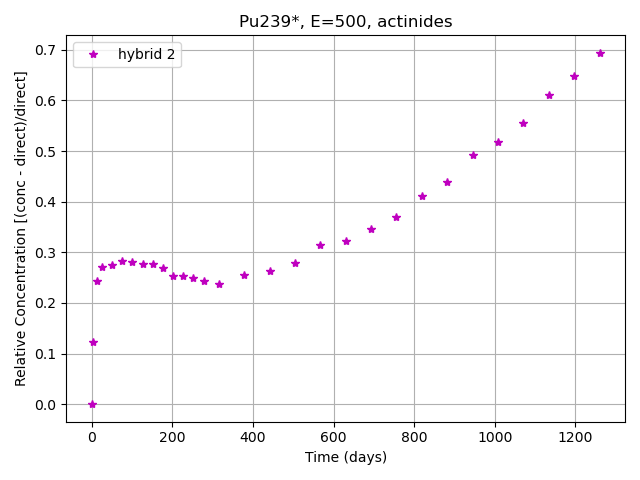 Pu239*, E=500, actinides
hybrid 2
Relative Concentration [(conc - direct)/direct]
0.7
0.6
0.5
0.4
0.3
0.2
0.1
0.0
0 200 400 600 800 1000 1200
Time (days)